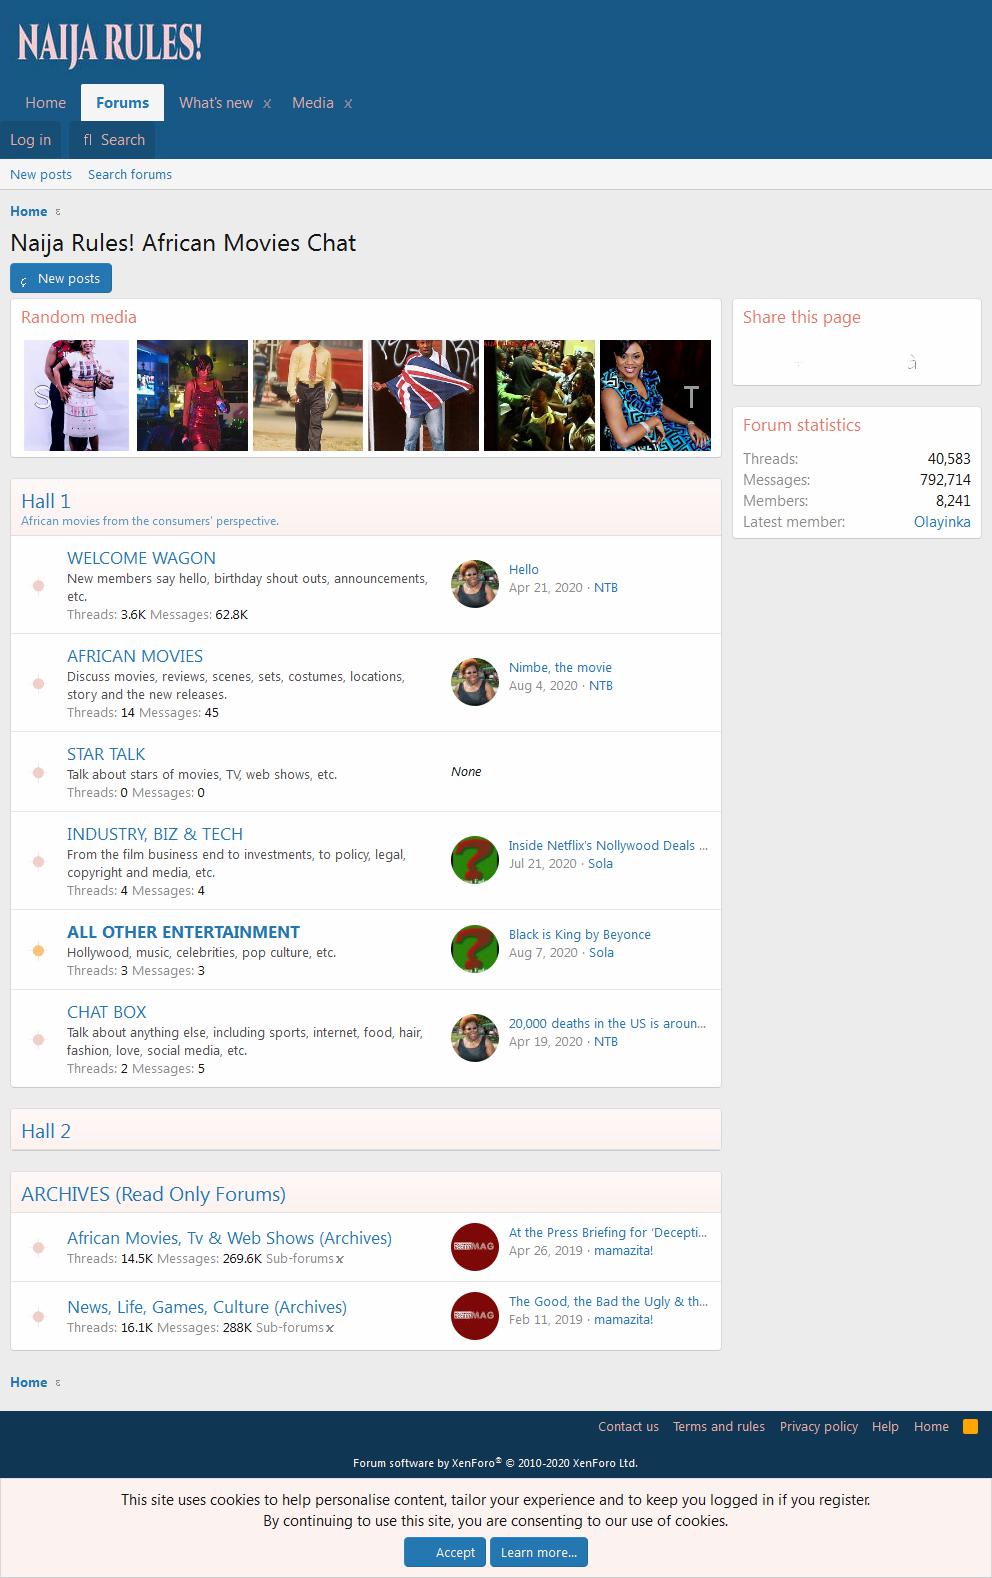 NAIJA RULES!
Home Forums What's new x Media x
Log in Search
New posts Search forums
Home
Naija Rules! African Movies Chat
New posts
Random media
S T
Share this page
à
Forum statistics
Threads: 40,583
Messages: 792,714
Members: 8,241
Latest member: Olayinka
Hall 1
African movies from the consumers' perspective.
WELCOME WAGON
New members say hello, birthday shout outs, announcements,
etc.
Threads: 3.6K Messages: 62.8K
Hello
Apr 21, 2020 · NTB
AFRICAN MOVIES
Discuss movies, reviews, scenes, sets, costumes, locations,
story and the new releases.
Threads: 14 Messages: 45
Nimbe, the movie
Aug 4, 2020 · NTB
STAR TALK
Talk about stars of movies, TV, web shows, etc.
Threads: 0 Messages: 0
None
INDUSTRY, BIZ & TECH
From the film business end to investments, to policy, legal,
copyright and media, etc.
Threads: 4 Messages: 4
Inside Netflix's Nollywood Deals ...
Jul 21, 2020 · Sola
ALL OTHER ENTERTAINMENT
Hollywood, music, celebrities, pop culture, etc.
Threads: 3 Messages: 3
Black is King by Beyonce
Aug 7, 2020 · Sola
CHAT BOX
Talk about anything else, including sports, internet, food, hair,
fashion, love, social media, etc.
Threads: 2 Messages: 5
20,000 deaths in the US is aroun...
Apr 19, 2020 · NTB
Hall 2
ARCHIVES (Read Only Forums)
African Movies, Tv & Web Shows (Archives)
Threads: 14.5K Messages: 269.6K Sub-forums x
MAG
At the Press Briefing for 'Decepti...
Apr 26, 2019 · mamazita!
News, Life, Games, Culture (Archives)
Threads: 16.1K Messages: 288K Sub-forums x
MAG
The Good, the Bad the Ugly & th...
Feb 11, 2019 · mamazita!
Home
Contact us Terms and rules Privacy policy Help Home
Forum software by XenForo® © 2010-2020 XenForo Ltd.
This site uses cookies to help personalise content, tailor your experience and to keep you logged in if you register.
By continuing to use this site, you are consenting to our use of cookies.
Accept Learn more...